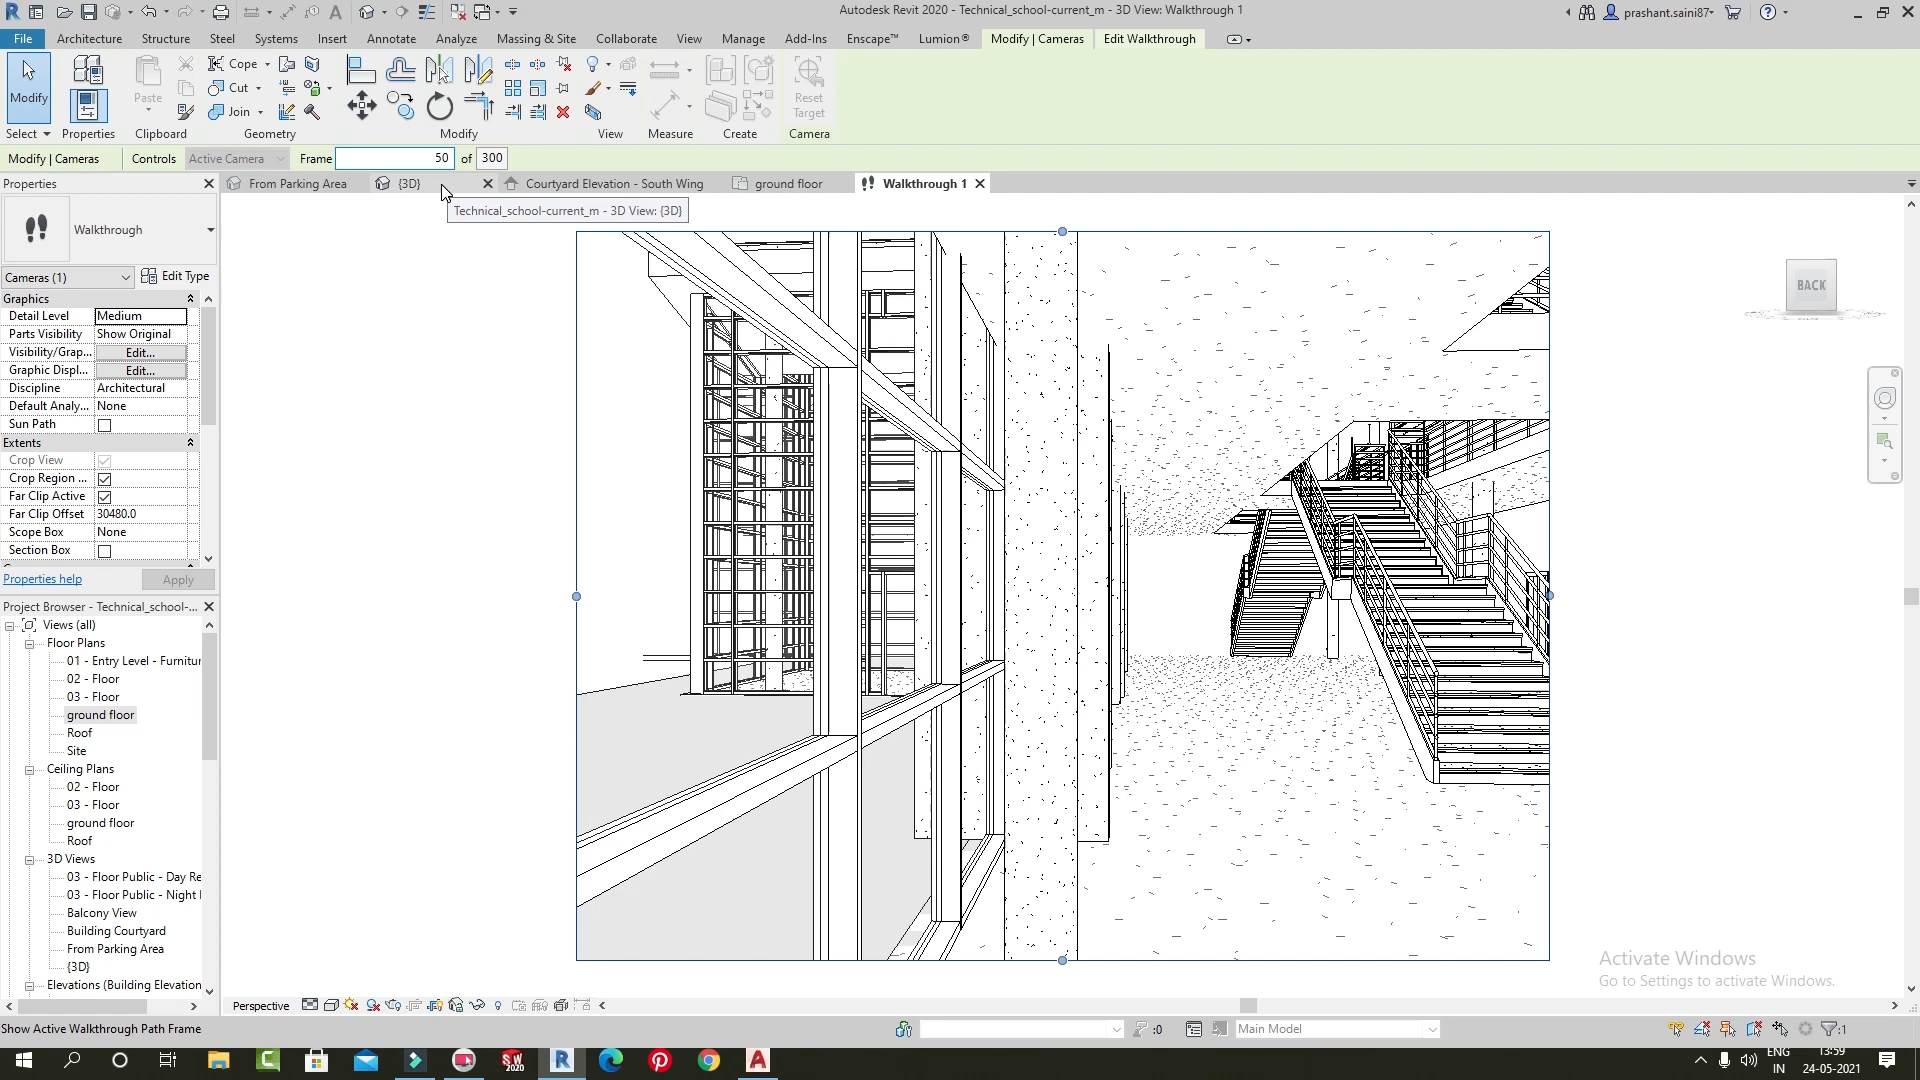 Autodesk Revit 2020 - Technical_school-current_m - 3D View: Walkthrough 1
prashant.saini87
File
Architecture
Structure
Steel
Systems
Insert
Annotate
Analyze
Massing & Site
Collaborate
View
Manage
Add-Ins
Enscape™
Lumion®
Modify | Cameras
Edit Walkthrough
Modify
Paste
Cope
Cut
Join
Reset
Target
Select
Properties
Clipboard
Geometry
Modify
View
Measure
Create
Camera
Modify | Cameras
Controls
Active Camera
Frame
50
of
300
Properties
From Parking Area
{3D}
Courtyard Elevation - South Wing
ground floor
Walkthrough 1
Technical_school-current_m - 3D View: {3D}
Walkthrough
Cameras (1)
Edit Type
Graphics
Detail Level Medium
Parts Visibility Show Original
Visibility/Grap... Edit...
Graphic Displ... Edit...
Discipline Architectural
Default Analy... None
Sun Path
Extents
Crop View
Crop Region ...
Far Clip Active
Far Clip Offset 30480.0
Scope Box None
Section Box
Properties help
Apply
BACK
Project Browser - Technical_school-...
Views (all)
Floor Plans
01 - Entry Level - Furnitur
02 - Floor
03 - Floor
ground floor
Roof
Site
Ceiling Plans
02 - Floor
03 - Floor
ground floor
Roof
3D Views
03 - Floor Public - Day Re
03 - Floor Public - Night
Balcony View
Building Courtyard
From Parking Area
{3D}
Elevations (Building Elevation
Activate Windows
Go to Settings to activate Windows.
Perspective
Show Active Walkthrough Path Frame
:0
Main Model
:1
SW
2020
ENG
IN
13:59
24-05-2021